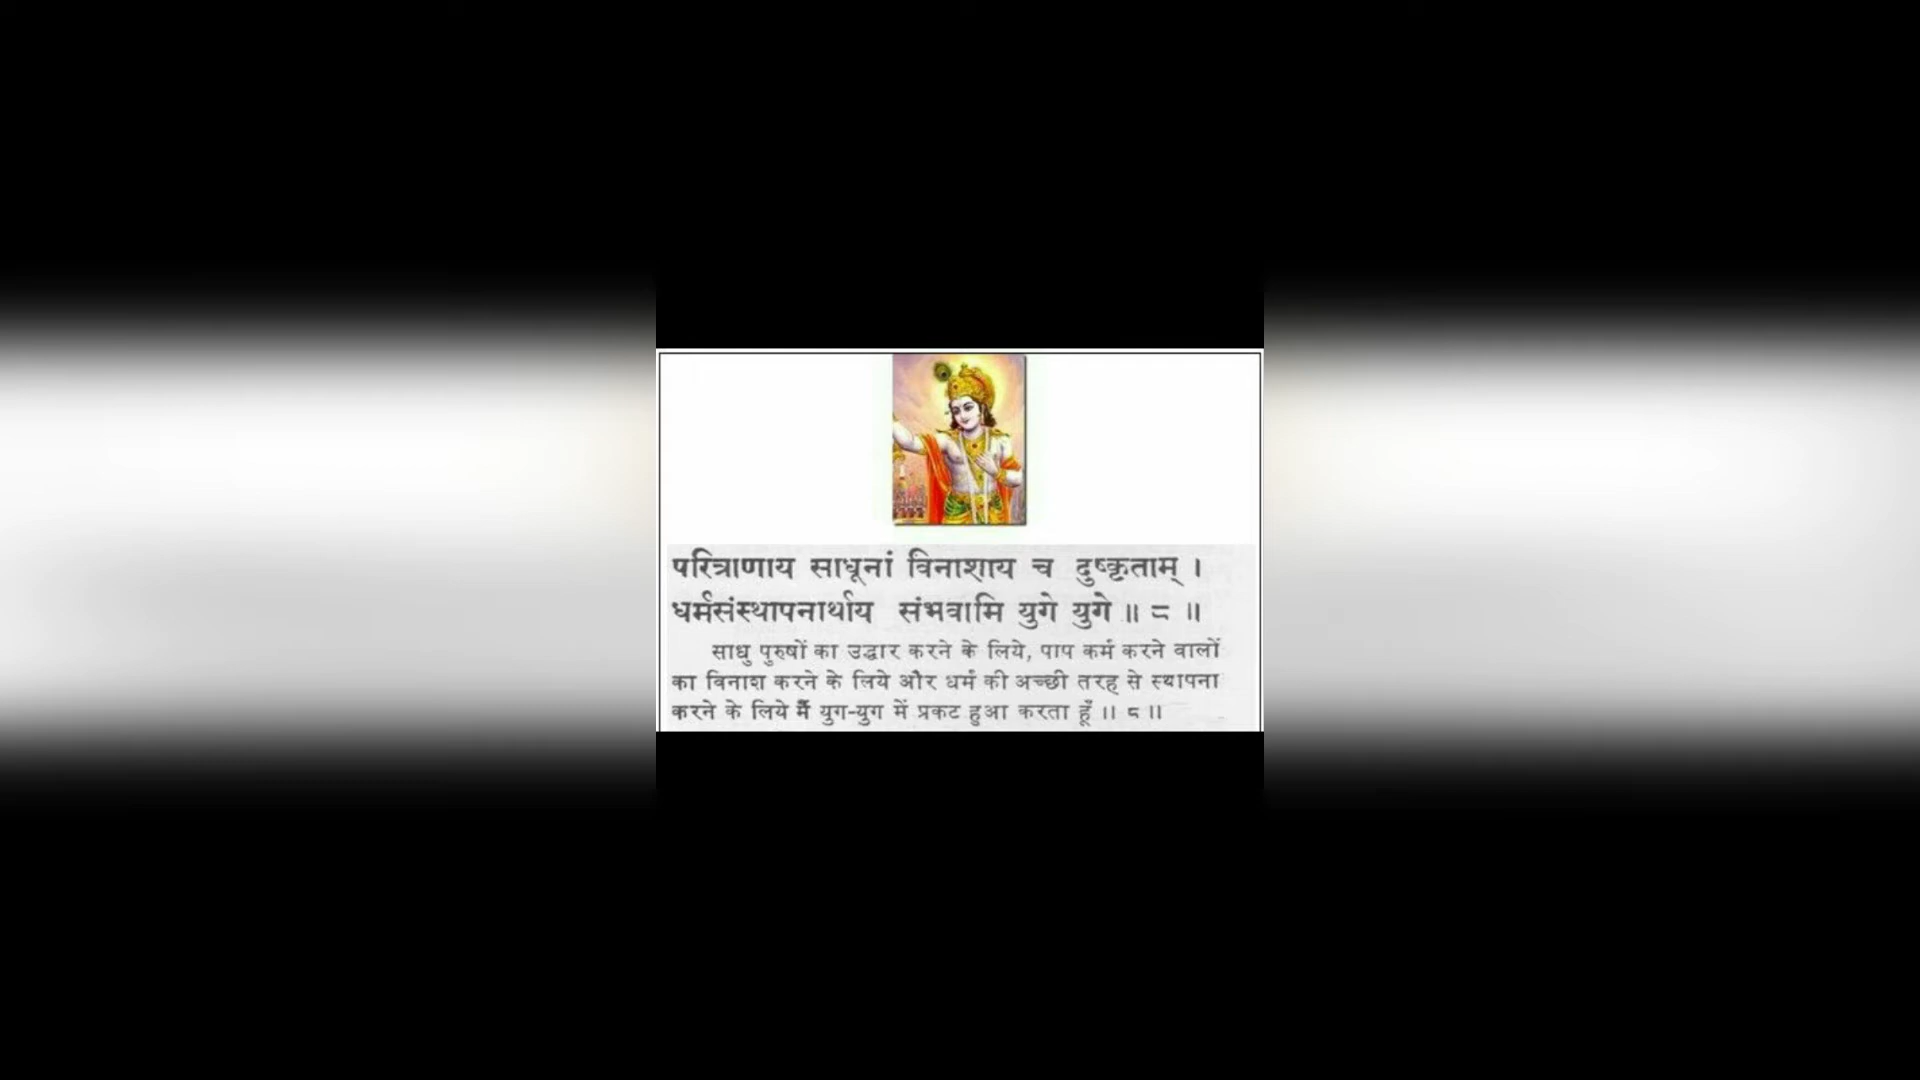 परित्राणाय साधूनां विनाशाय च दुष्कृताम् ।
धर्मसंस्थापनार्थाय संभवामि युगे युगे ॥ ८ ॥
साधु पुरुषों का उद्धार करने के लिये, पाप कर्म करने वालों
का विनाश करने के लिये और धर्म की अच्छी तरह से स्थापना
करने के लिये मैं युग-युग में प्रकट हुआ करता हूँ ॥ ८ ॥